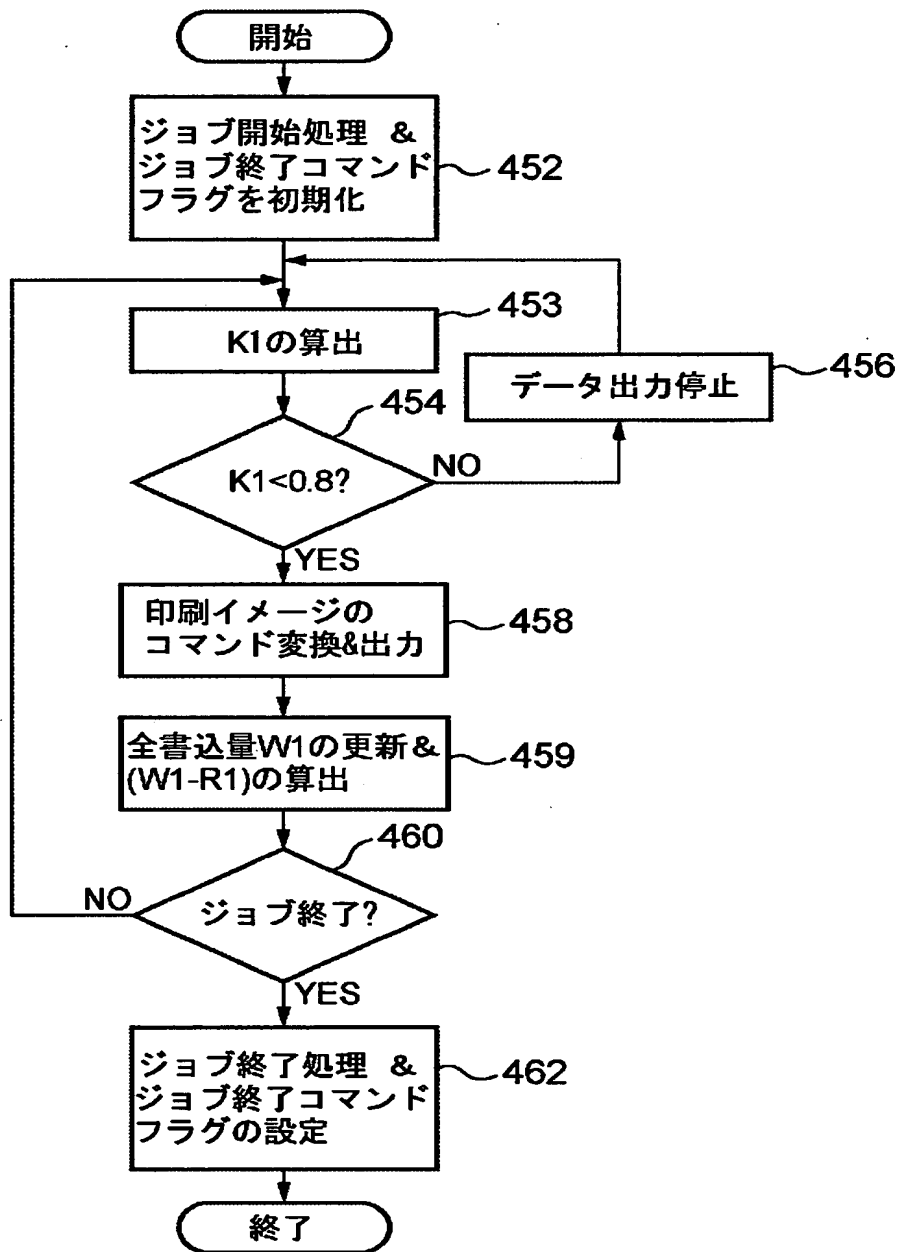 開始
ジョブ開始処理 &
ジョブ終了コマンド
フラグを初期化
452
453
K1の算出
456
データ出力停止
454
K1<0.8?
NO
YES
印刷イメージの
コマンド変換&出力
458
全書込量W1の更新&
(W1-R1)の算出
459
460
NO
ジョブ終了?
YES
ジョブ終了処理 &
ジョブ終了コマンド
フラグの設定
462
終了